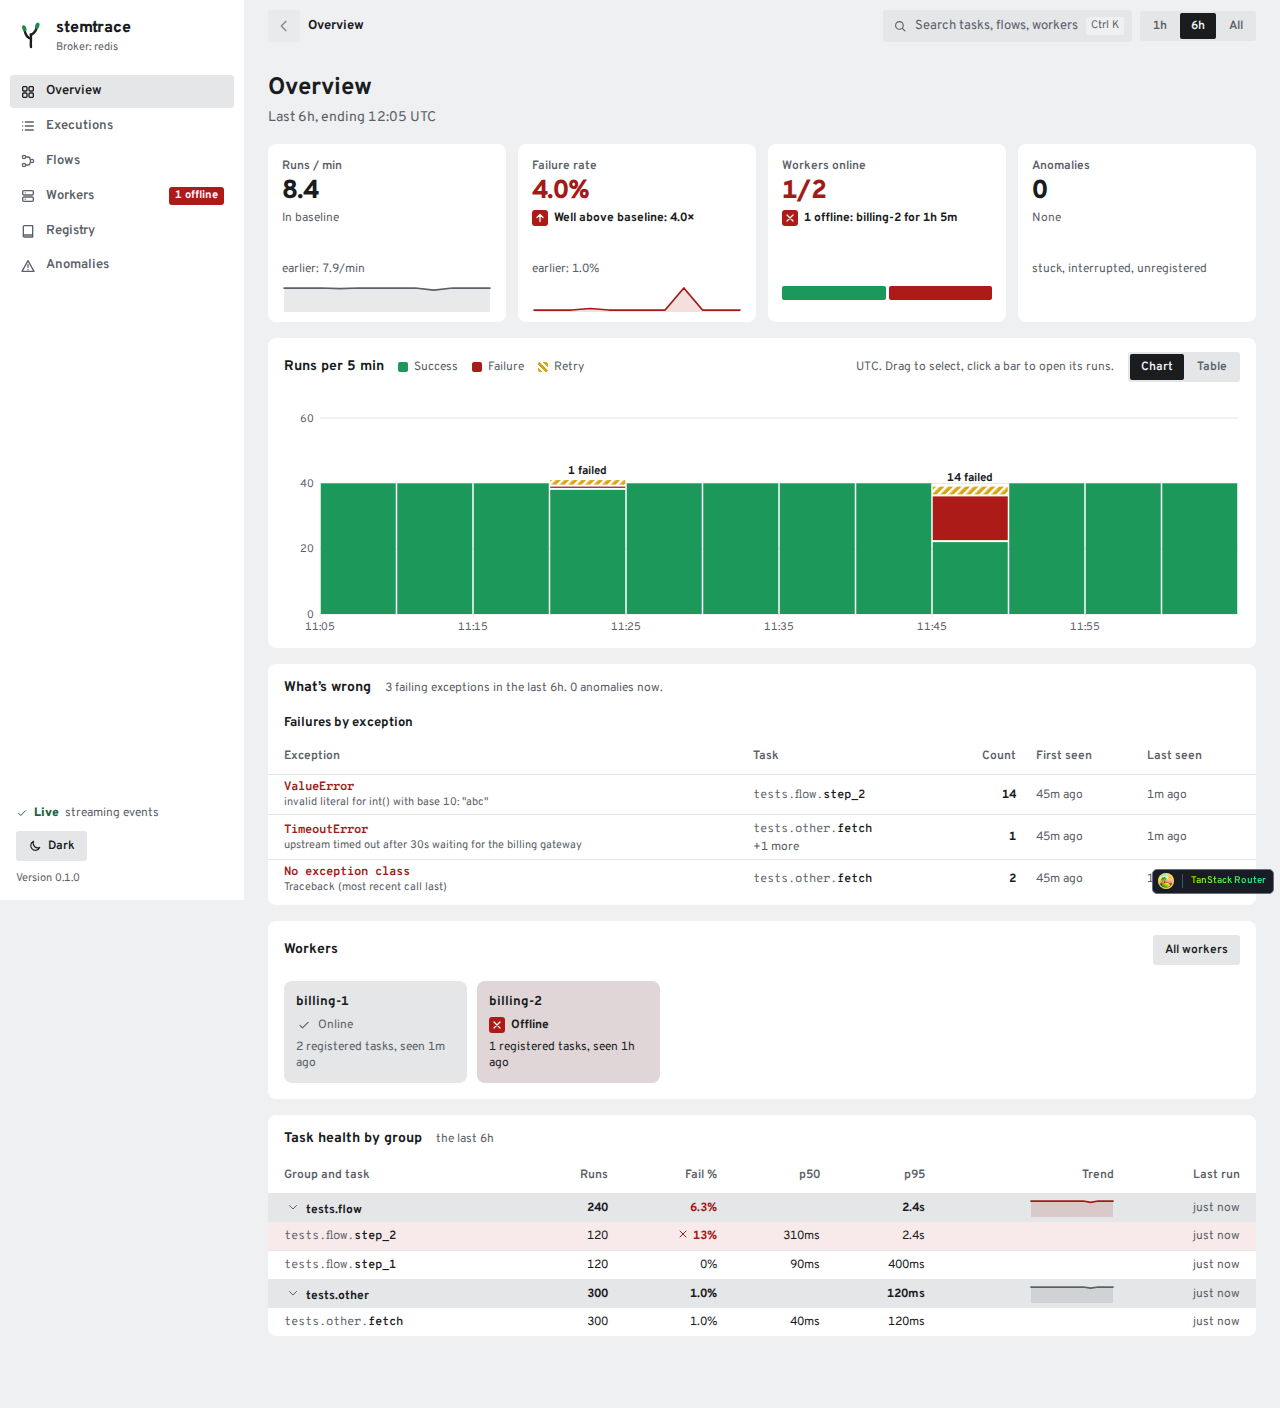 stemtrace
Broker: redis
Overview
Executions
Flows
Workers
1 offline
Registry
Anomalies
Live streaming events
Dark
Version 0.1.0
Overview
Search tasks, flows, workers Ctrl K
1h 6h All
Overview
Last 6h, ending 12:05 UTC
Runs / min
8.4
In baseline
earlier: 7.9/min
Failure rate
4.0%
Well above baseline: 4.0×
earlier: 1.0%
Workers online
1/2
1 offline: billing-2 for 1h 5m
Anomalies
0
None
stuck, interrupted, unregistered
Runs per 5 min Success Failure Retry
UTC. Drag to select, click a bar to open its runs. Chart Table
60
40
20
0
1 failed
14 failed
11:05 11:15 11:25 11:35 11:45 11:55
What’s wrong 3 failing exceptions in the last 6h. 0 anomalies now.
Failures by exception
Exception Task Count First seen Last seen
ValueError
invalid literal for int() with base 10: "abc"
tests.flow.step_2 14 45m ago 1m ago
TimeoutError
upstream timed out after 30s waiting for the billing gateway
tests.other.fetch
+1 more
1 45m ago 1m ago
No exception class
Traceback (most recent call last)
tests.other.fetch 2 45m ago
TanStack Router
Workers
All workers
billing-1
Online
2 registered tasks, seen 1m
ago
billing-2
Offline
1 registered tasks, seen 1h
ago
Task health by group the last 6h
Group and task Runs Fail % p50 p95 Trend Last run
tests.flow 240 6.3% 2.4s just now
tests.flow.step_2 120 13% 310ms 2.4s just now
tests.flow.step_1 120 0% 90ms 400ms just now
tests.other 300 1.0% 120ms just now
tests.other.fetch 300 1.0% 40ms 120ms just now